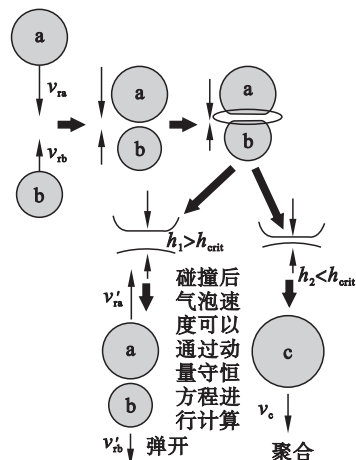 a
v_ra
v_rb
b
a
b
a
b
h₁>h_crit
h₂<h_crit
v′_ra
碰撞后
气泡速
度可以
通过动
量守恒
方程进
行计算
a
b
c
v_c
v′_rb
弹开
聚合